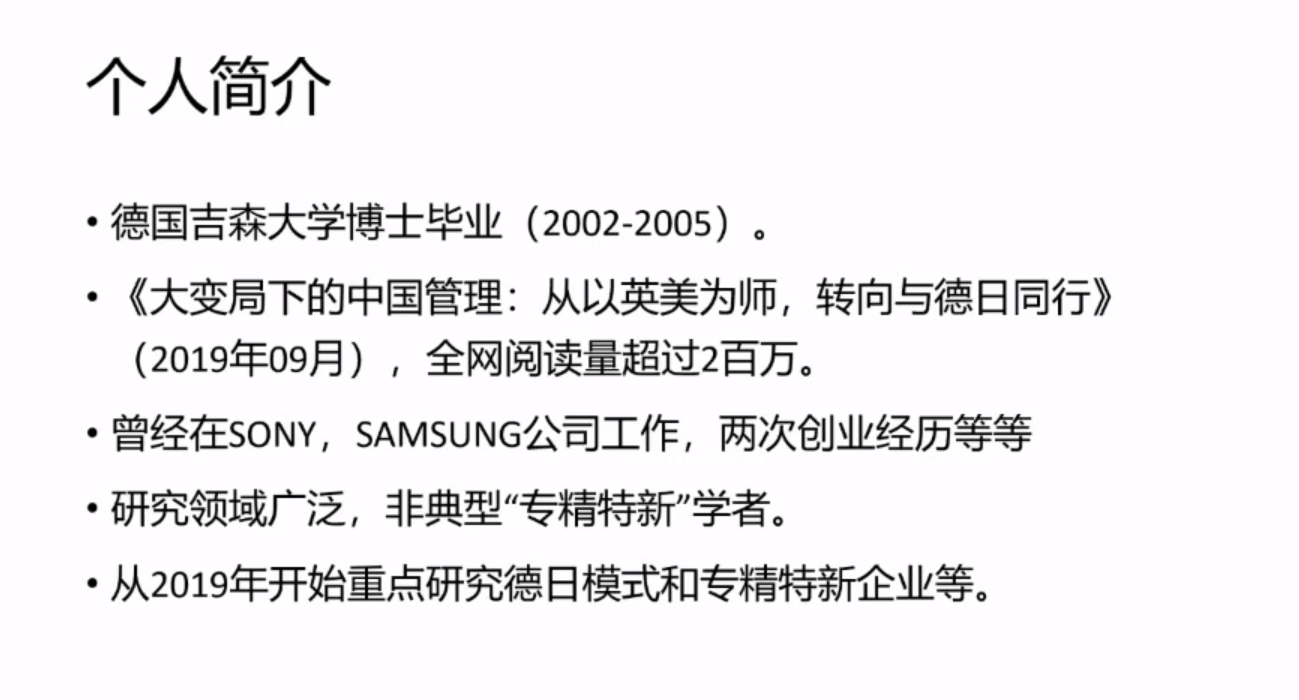 个人简介
• 德国吉森大学博士毕业（2002-2005）。
• 《大变局下的中国管理：从以英美为师，转向与德日同行》
（2019年09月），全网阅读量超过2百万。
• 曾经在SONY，SAMSUNG公司工作，两次创业经历等等
• 研究领域广泛，非典型“专精特新”学者。
• 从2019年开始重点研究德日模式和专精特新企业等。